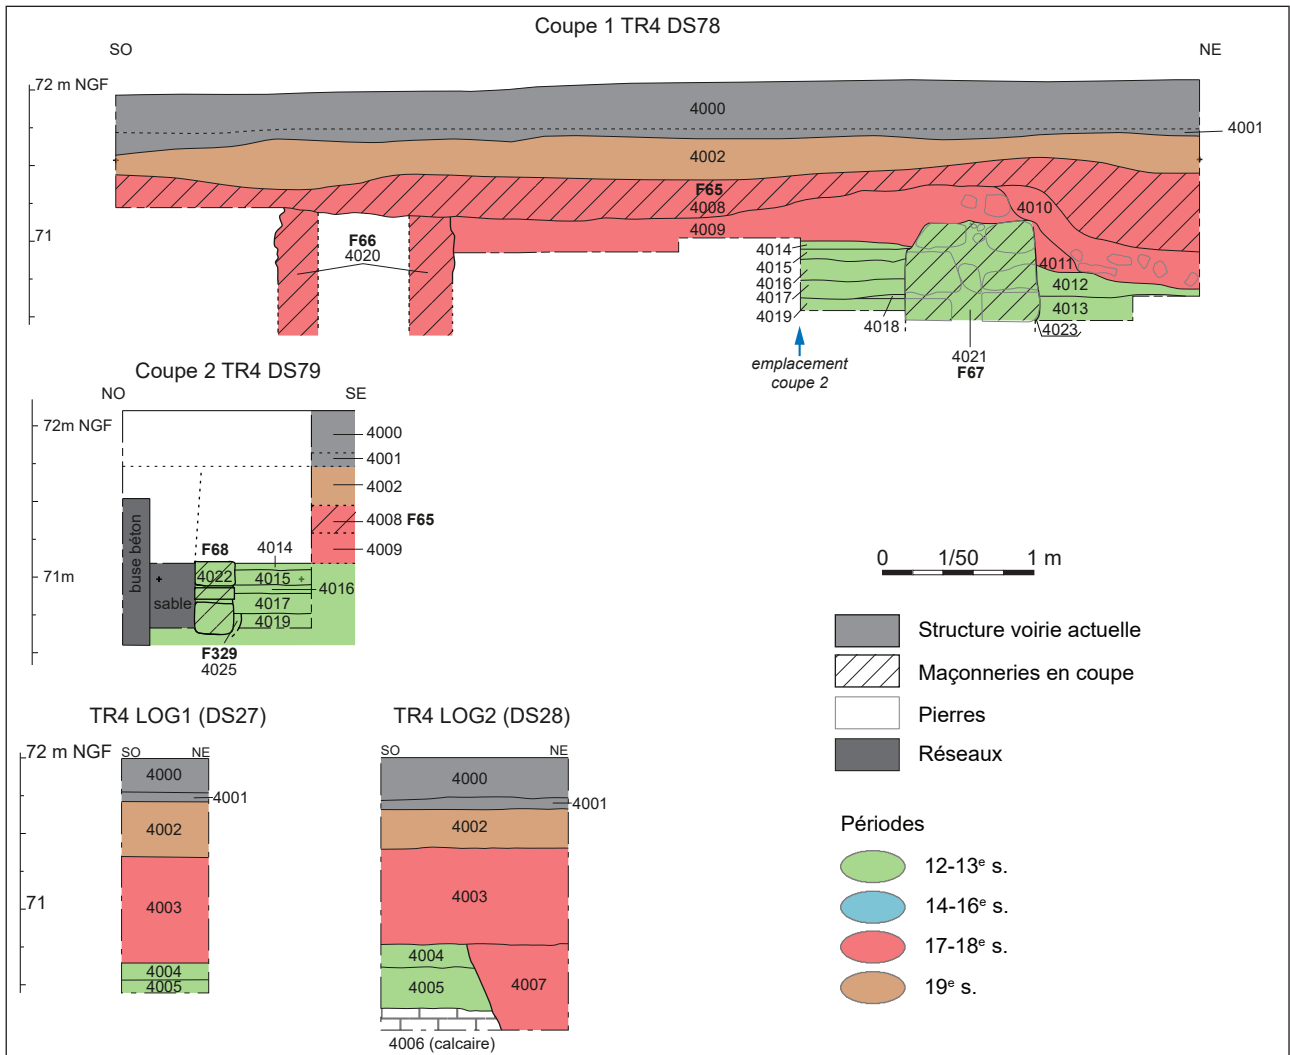 Coupe 1 TR4 DS78
SO
NE
72 m NGF
4000
4001
4002
F65
4008
4009
4010
71
F66
4020
4014
4015
4016
4017
4019
4018
4011
4012
4013
4023
4021
F67
emplacement
coupe 2
Coupe 2 TR4 DS79
NO
SE
72m NGF
4000
4001
4002
4008 F65
4009
buse béton
F68
4014
4022
4015
4016
71m
sable
4017
4019
F329
4025
0 1/50 1 m
Structure voirie actuelle
Maçonneries en coupe
Pierres
Réseaux
Périodes
12-13e s.
14-16e s.
17-18e s.
19e s.
TR4 LOG1 (DS27)
72 m NGF
SO
NE
4000
4001
4002
71
4003
4004
4005
TR4 LOG2 (DS28)
SO
NE
4000
4001
4002
4003
4004
4005
4007
4006 (calcaire)